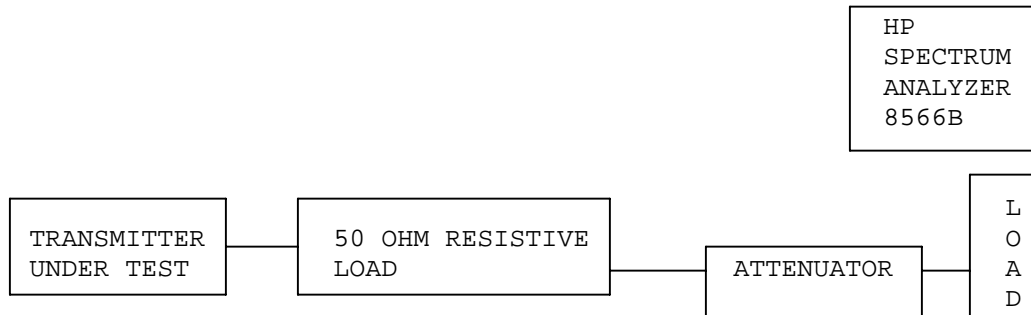 HP
SPECTRUM
ANALYZER
8566B
TRANSMITTER
UNDER TEST
50 OHM RESISTIVE
LOAD
ATTENUATOR
L
O
A
D